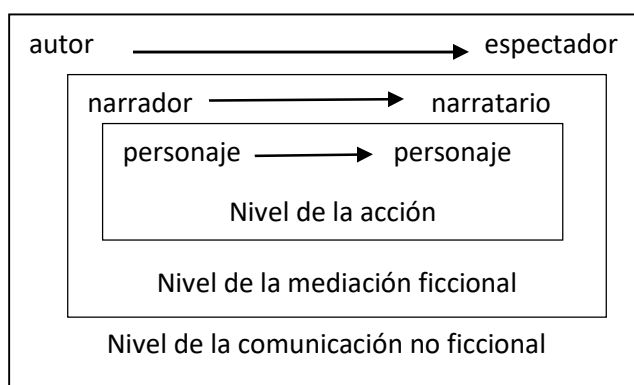 autor espectador
narrador narratario
personaje personaje
Nivel de la acción
Nivel de la mediación ficcional
Nivel de la comunicación no ficcional